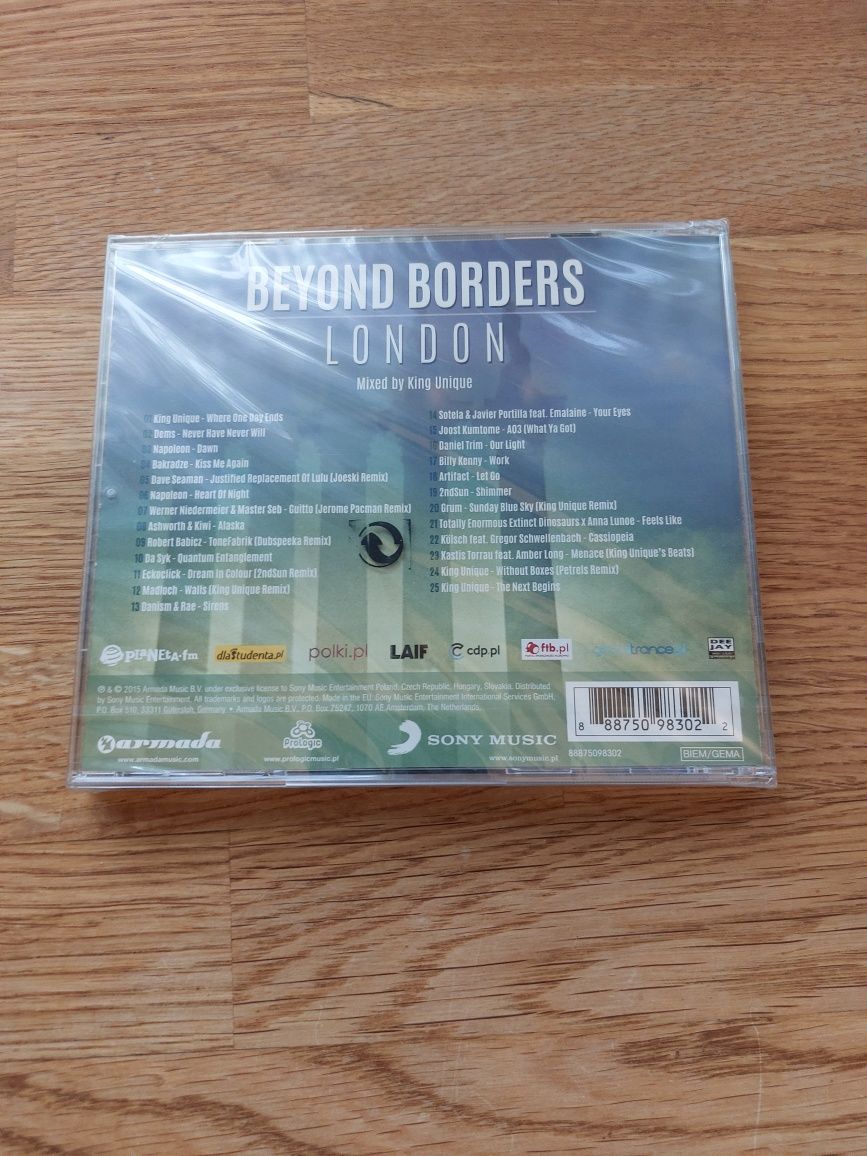 BEYOND BORDERS
LONDON
Mixed by King Unique
01 King Unique - Where One Day Ends
02 Dems - Never Have Never Will
03 Napoleon - Dawn
04 Bakradze - Kiss Me Again
05 Dave Seaman - Justified Replacement Of Lulu (Joeski Remix)
06 Napoleon - Heart Of Night
07 Werner Niedermeier & Master Seb - Guitto (Jerome Pacman Remix)
08 Ashworth & Kiwi - Alaska
09 Robert Babicz - ToneFabrik (Dubspeeka Remix)
10 Da Syk - Quantum Entanglement
11 Eckoclick - Dream In Colour (2ndSun Remix)
12 Madloch - Walls (King Unique Remix)
13 Danism & Rae - Sirens
14 Sotela & Javier Portilla feat. Emalaine - Your Eyes
15 Joost Kumtome - A03 (What Ya Got)
16 Daniel Trim - Our Light
17 Billy Kenny - Work
18 Artifact - Let Go
19 2ndSun - Shimmer
20 Grum - Sunday Blue Sky (King Unique Remix)
21 Totally Enormous Extinct Dinosaurs x Anna Lunoe - Feels Like
22 Kölsch feat. Gregor Schwellenbach - Cassiopeia
23 Kastis Torrau feat. Amber Long - Menace (King Unique's Beats)
24 King Unique - Without Boxes (Petrels Remix)
25 King Unique - The Next Begins
PLANETA.fm dlaStudenta.pl polki.pl LAIF cdp.pl ftb.pl DEE JAY
℗ & © 2015 Armada Music B.V. under exclusive license to Sony Music Entertainment Poland, Czech Republic, Hungary, Slovakia. Distributed
by Sony Music Entertainment. All trademarks and logos are protected. Made in the EU. Sony Music Entertainment International Services GmbH,
P.O. Box 510, 33311 Gütersloh, Germany • Armada Music B.V., P.O. Box 75247, 1070 AE Amsterdam, The Netherlands.
8 88750 98302 2
armada Prologic SONY MUSIC
www.armadamusic.com www.prologicmusic.pl www.sonymusic.pl 88875098302 BIEM/GEMA